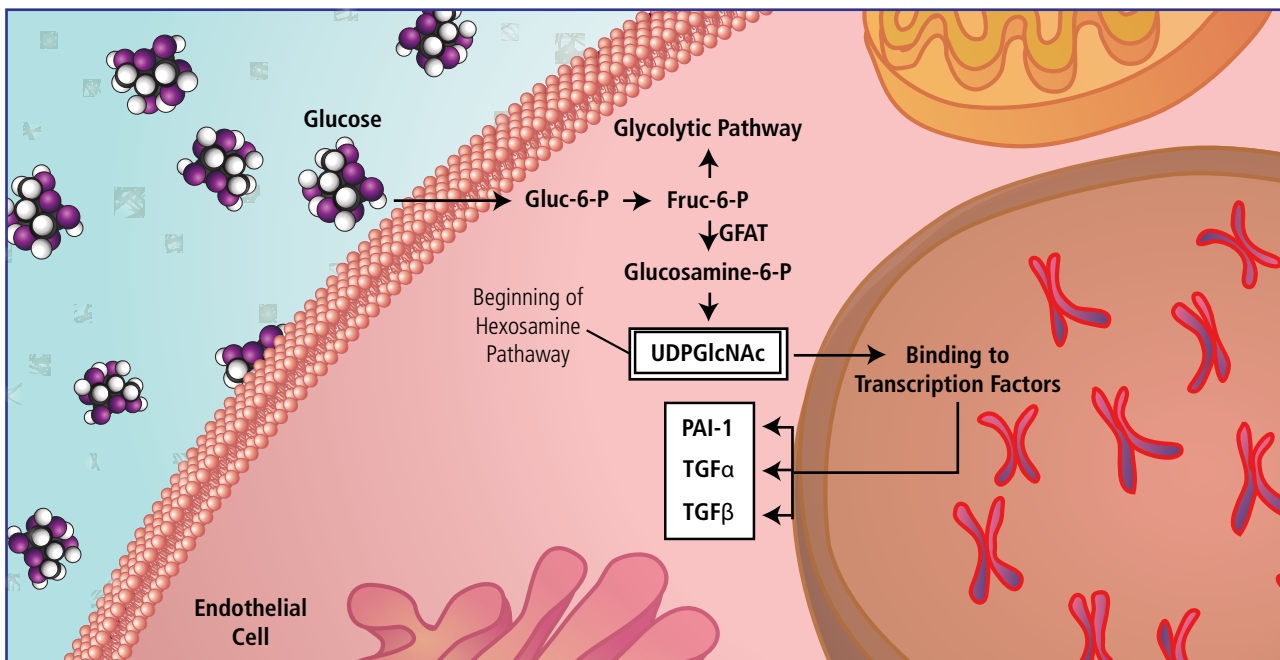 Glucose
Glycolytic Pathway
Gluc-6-P
Fruc-6-P
GFAT
Glucosamine-6-P
Beginning of
Hexosamine
Pathaway
UDPGlcNAc
Binding to
Transcription Factors
PAI-1
TGFα
TGFβ
Endothelial
Cell